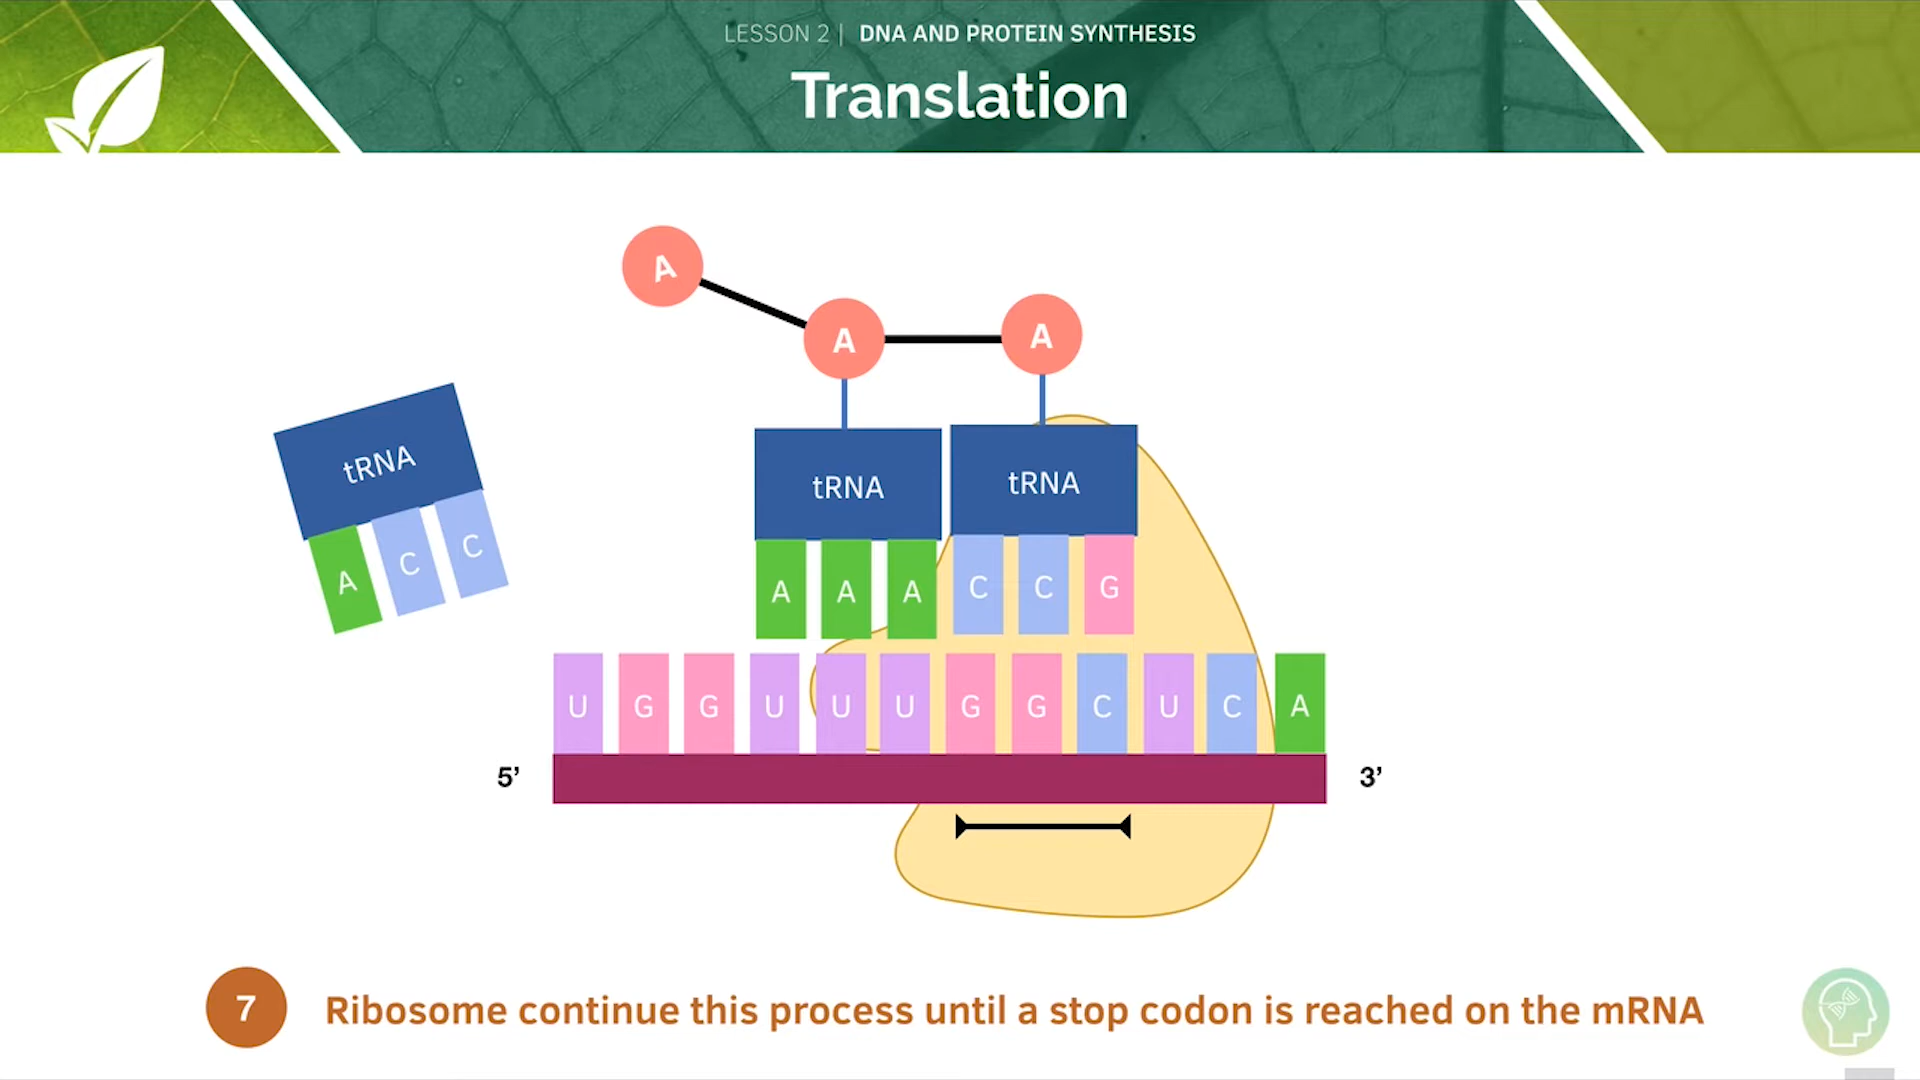 LESSON 2 | DNA AND PROTEIN SYNTHESIS
Translation
A
A A
tRNA
A C C
tRNA tRNA
A A A C C G
U G G U U U G G C U C A
5’ 3’
7 Ribosome continue this process until a stop codon is reached on the mRNA